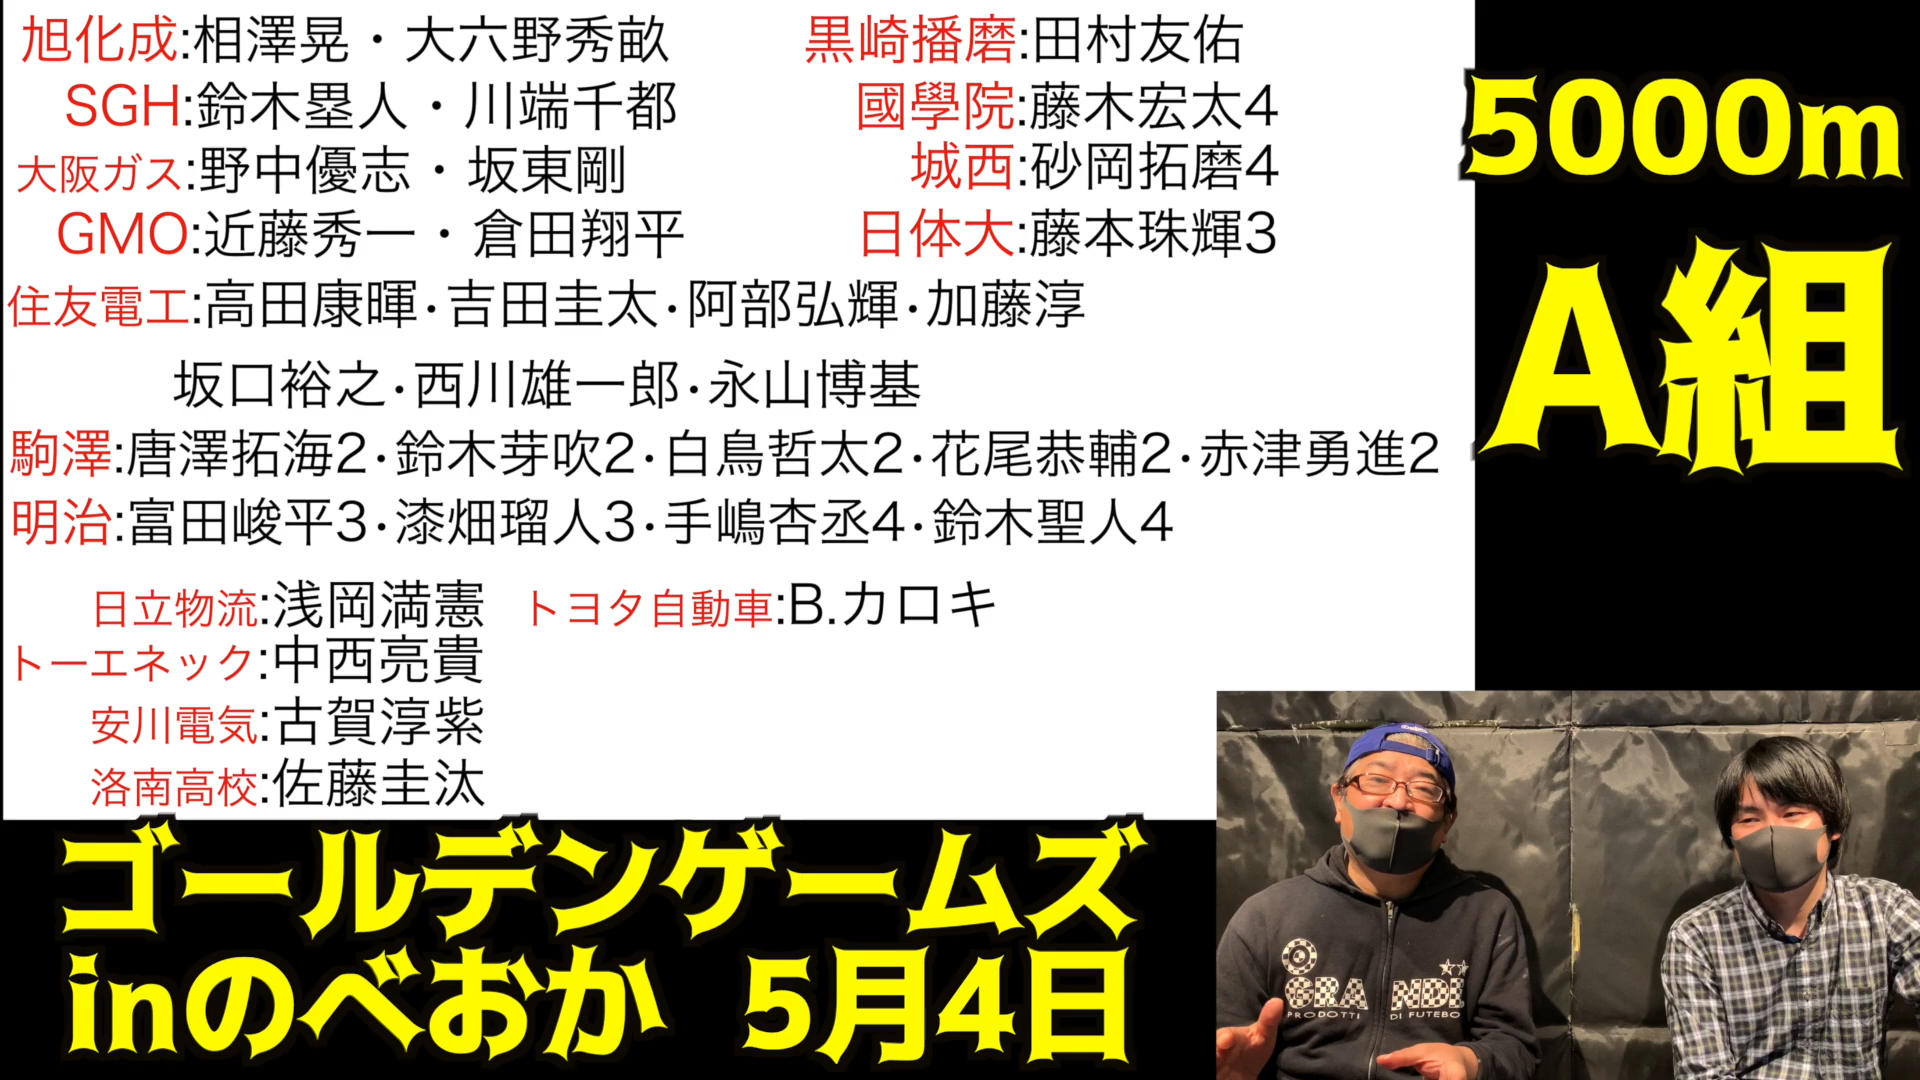 旭化成:相澤晃・大六野秀畝
黒崎播磨:田村友佑
SGH:鈴木塁人・川端千都
國學院:藤木宏太4
大阪ガス:野中優志・坂東剛
城西:砂岡拓磨4
GMO:近藤秀一・倉田翔平
日体大:藤本珠輝3
住友電工:高田康暉・吉田圭太・阿部弘輝・加藤淳
坂口裕之・西川雄一郎・永山博基
駒澤:唐澤拓海2・鈴木芽吹2・白鳥哲太2・花尾恭輔2・赤津勇進2
明治:富田峻平3・漆畑瑠人3・手嶋杏丞4・鈴木聖人4
日立物流:浅岡満憲
トヨタ自動車:B.カロキ
トーエネック:中西亮貴
安川電気:古賀淳紫
洛南高校:佐藤圭汰
5000m
A組
ゴールデンゲームズ
inのべおか 5月4日
GRANDE
PRODOTTI DI FUTEBO